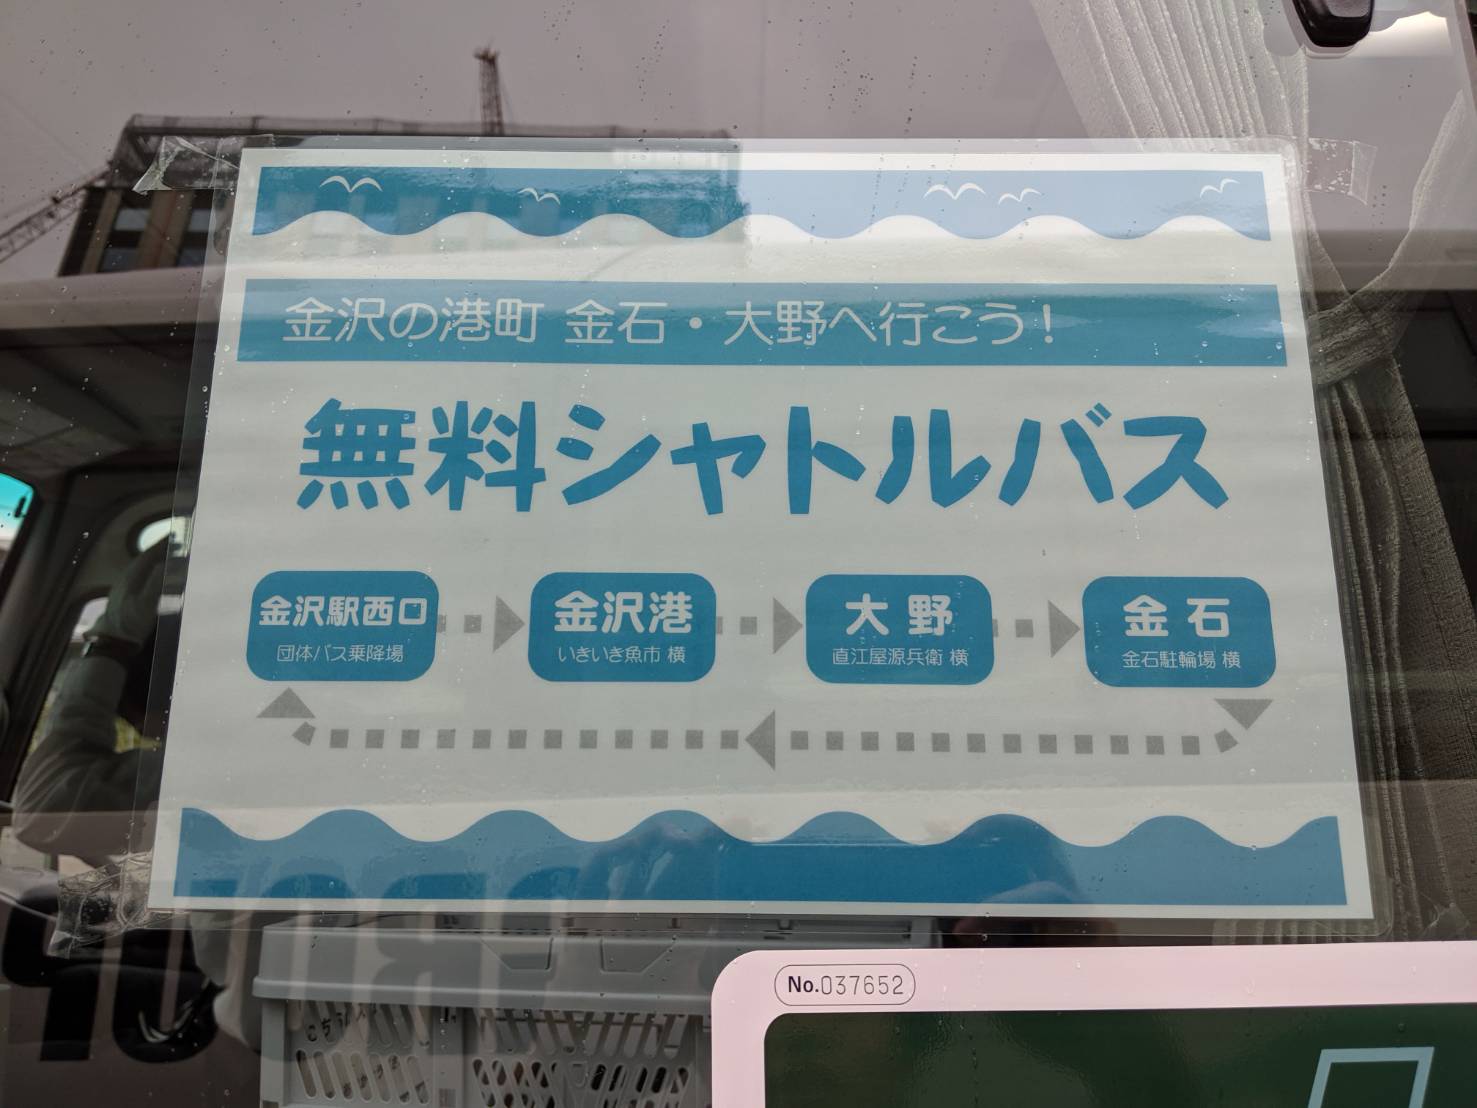 金沢の港町 金石・大野へ行こう!
無料シャトルバス
金沢駅西口
団体バス乗降場
金沢港
いきいき魚市 横
大野
直江屋源兵衛 横
金石
金石駐輪場 横
No.037652